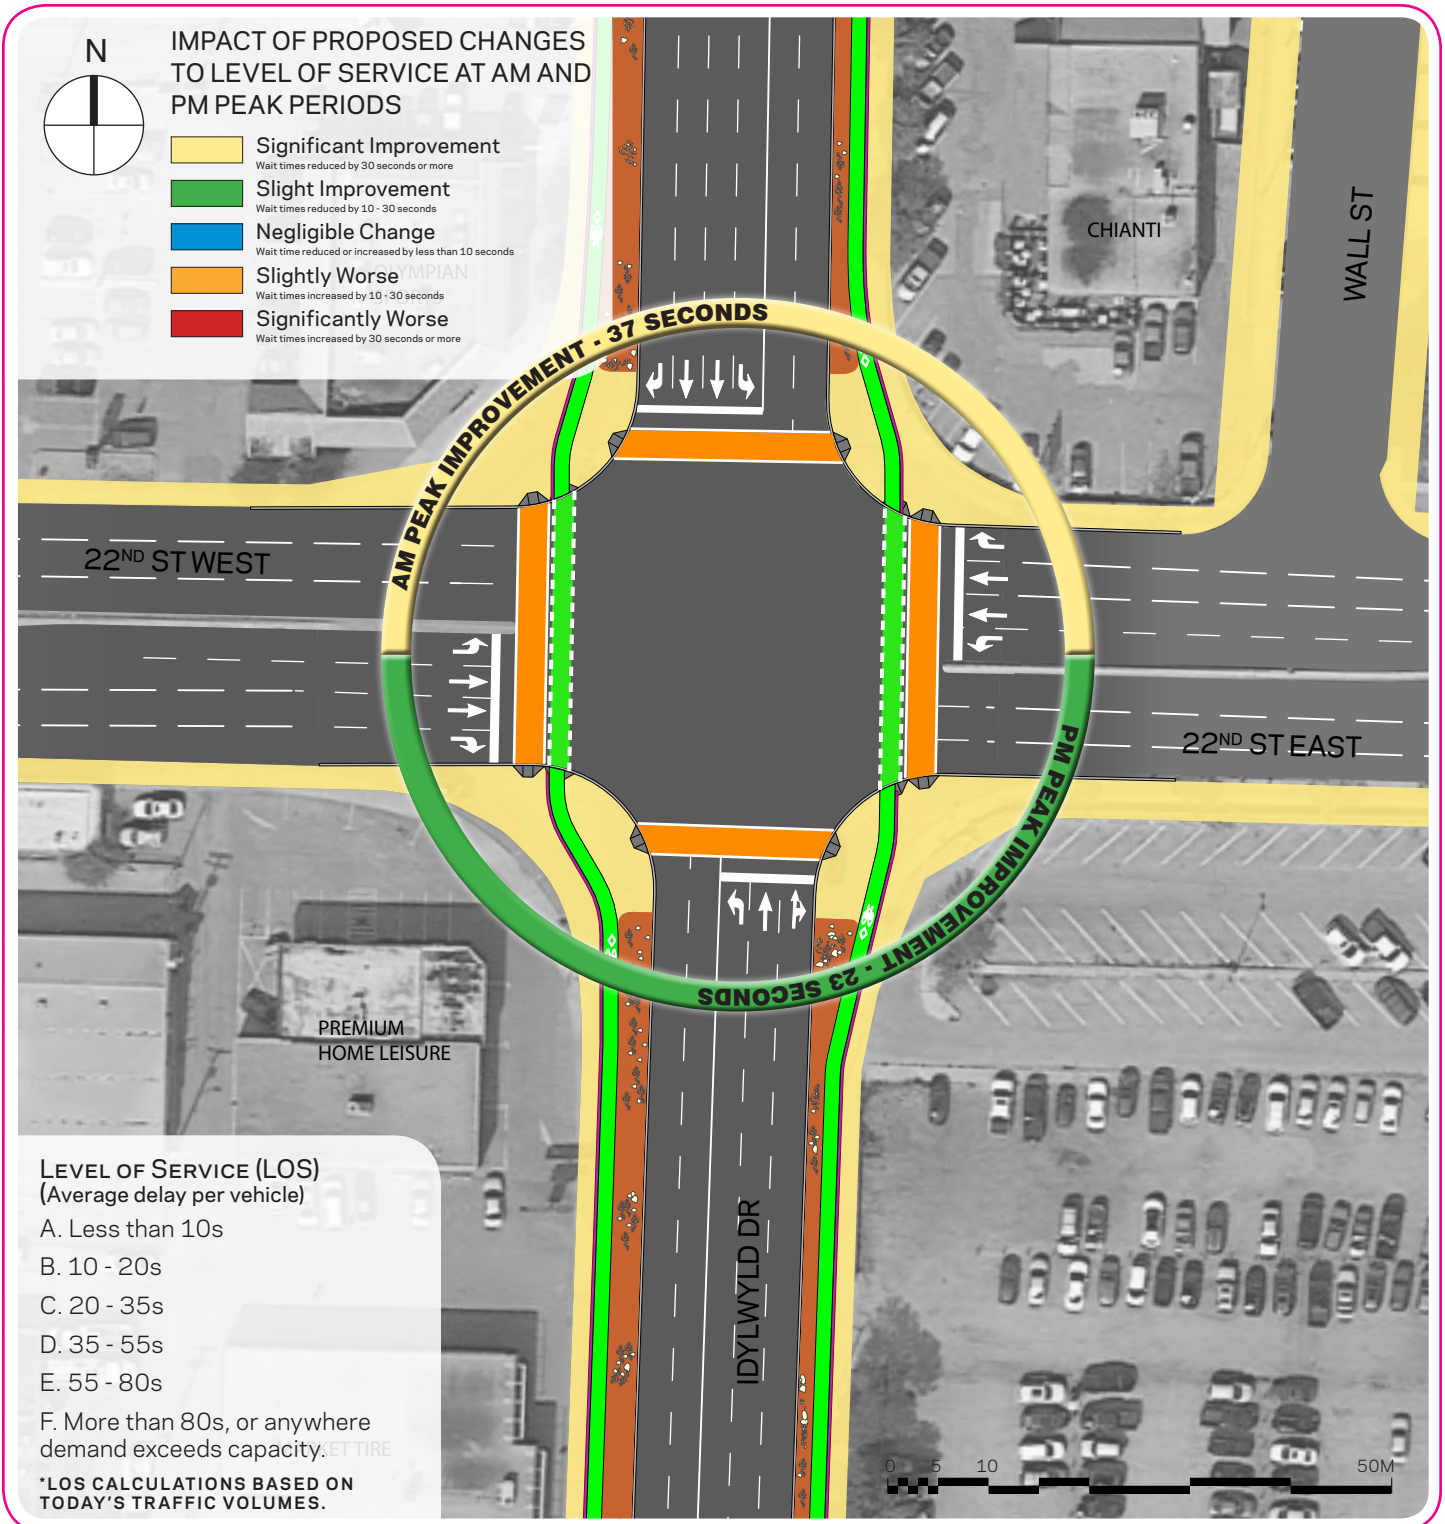 N
IMPACT OF PROPOSED CHANGES
TO LEVEL OF SERVICE AT AM AND
PM PEAK PERIODS
Significant Improvement
Wait times reduced by 30 seconds or more
Slight Improvement
Wait times reduced by 10 - 30 seconds
Negligible Change
Wait time reduced or increased by less than 10 seconds
Slightly Worse
Wait times increased by 10 - 30 seconds
Significantly Worse
Wait times increased by 30 seconds or more
OLYMPIAN
CHIANTI
WALL ST
AM PEAK IMPROVEMENT - 37 SECONDS
22ND ST WEST
22ND ST EAST
PM PEAK IMPROVEMENT - 23 SECONDS
PREMIUM
HOME LEISURE
IDYLWYLD DR
LEVEL OF SERVICE (LOS)
(Average delay per vehicle)
A. Less than 10s
B. 10 - 20s
C. 20 - 35s
D. 35 - 55s
E. 55 - 80s
F. More than 80s, or anywhere
demand exceeds capacity.
TIRE
*LOS CALCULATIONS BASED ON
TODAY'S TRAFFIC VOLUMES.
0 5 10 50M